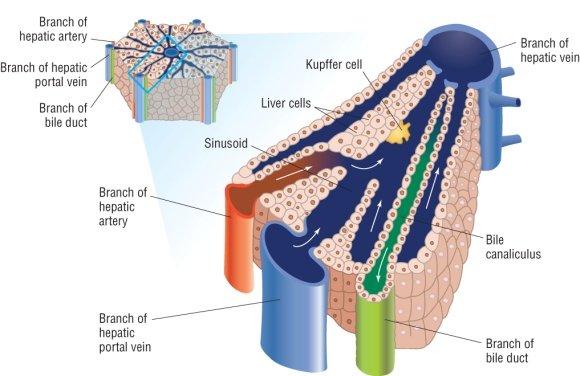 Branch of
hepatic artery
Branch of hepatic
portal vein
Branch of
bile duct
Kupffer cell
Liver cells
Sinusoid
Branch of
hepatic vein
Branch of
hepatic
artery
Bile
canaliculus
Branch of
hepatic
portal vein
Branch of
bile duct